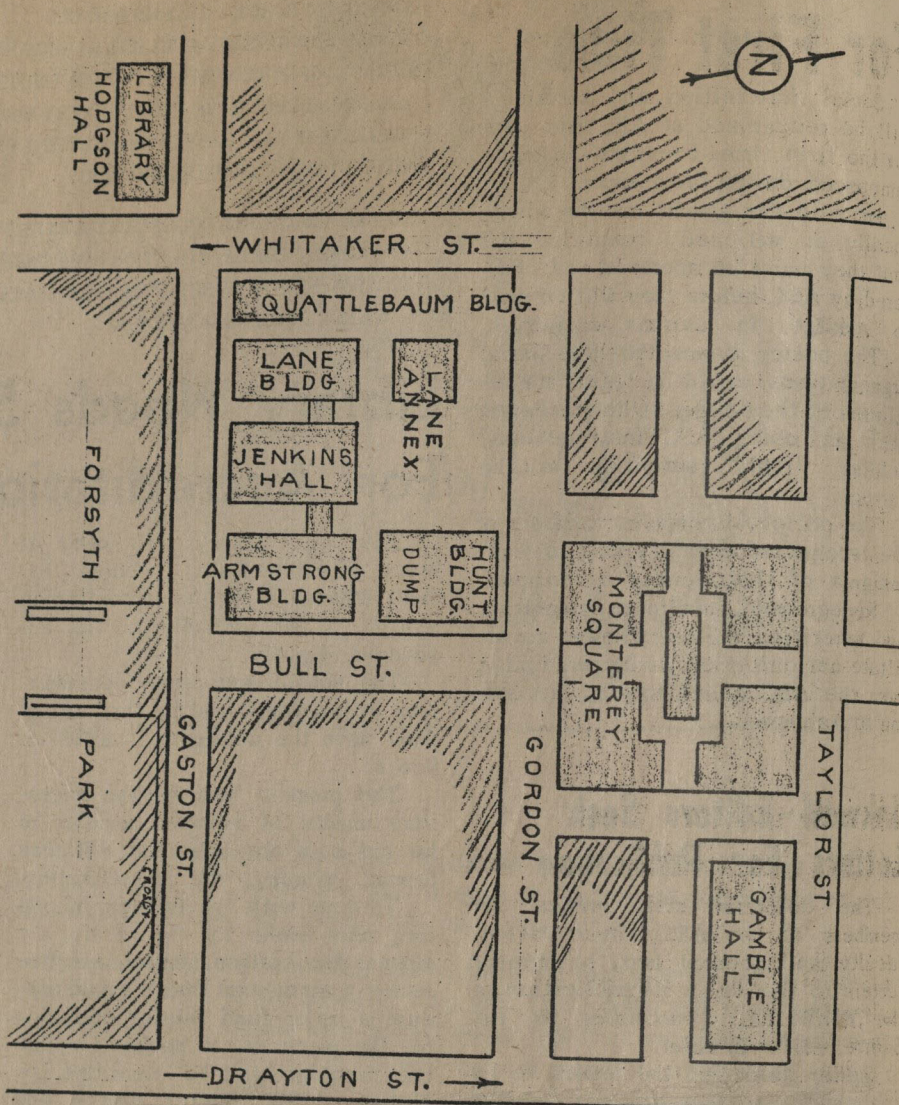 N
LIBRARY
HODGSON
HALL
WHITAKER ST.
QUATTLEBAUM BLDG.
LANE
BLDG.
LANE
ANNEX
JENKINS
HALL
ARMSTRONG
BLDG.
HUNT
BLDG.
DUMP
FORSYTH
PARK
BULL ST.
GASTON ST.
GORDON ST.
MONTEREY
SQUARE
TAYLOR ST
GAMBLE
HALL
DRAYTON ST.